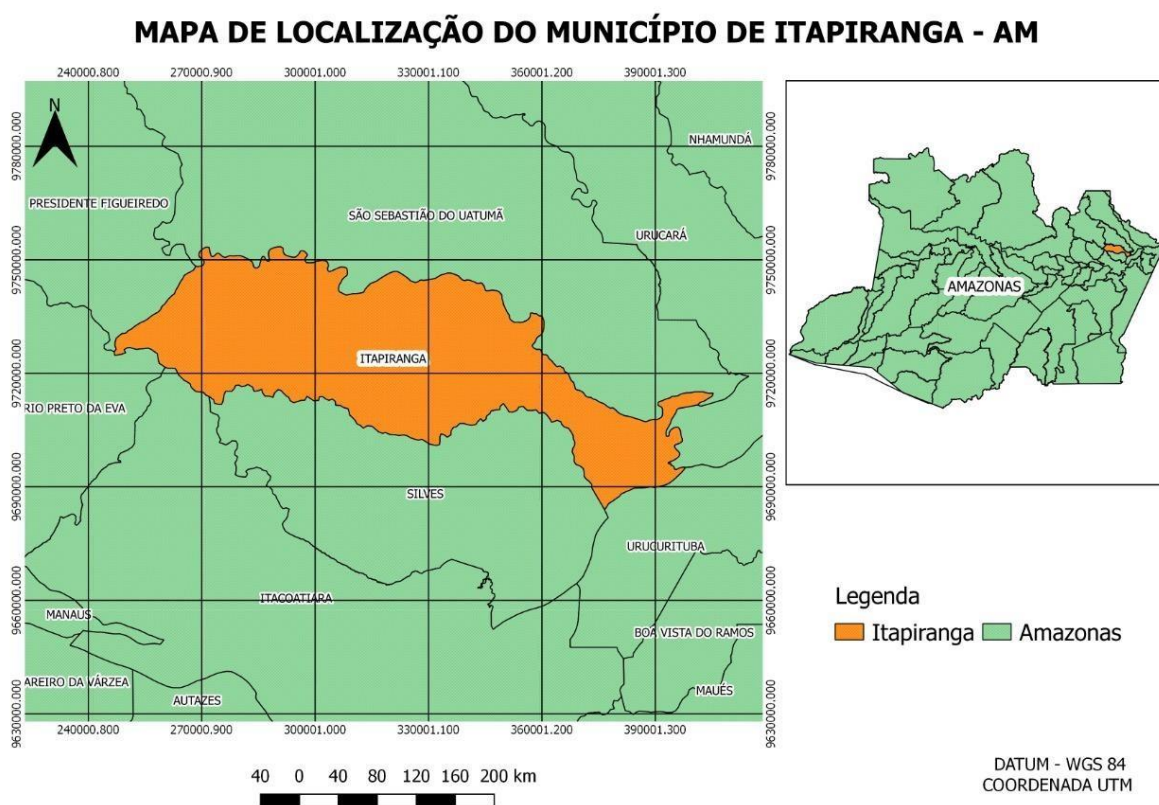 MAPA DE LOCALIZAÇÃO DO MUNICÍPIO DE ITAPIRANGA - AM
240000.800 270000.900 300001.000 330001.100 360001.200 390001.300
N
9780000.000 9780000.000
NHAMUNDÁ
PRESIDENTE FIGUEIREDO
SÃO SEBASTIÃO DO UATUMÃ
URUCARÁ
9750000.000 9750000.000
ITAPIRANGA
9720000.000 9720000.000
RIO PRETO DA EVA
SILVES
9690000.000 9690000.000
URUCURITUBA
ITACOATIARA
9660000.000 9660000.000
MANAUS
BOA VISTA DO RAMOS
AREIRO DA VÁRZEA
MAUÉS
AUTAZES
9630000.000 9630000.000
240000.800 270000.900 300001.000 330001.100 360001.200 390001.300
40 0 40 80 120 160 200 km
AMAZONAS
Legenda
Itapiranga Amazonas
DATUM - WGS 84
COORDENADA UTM